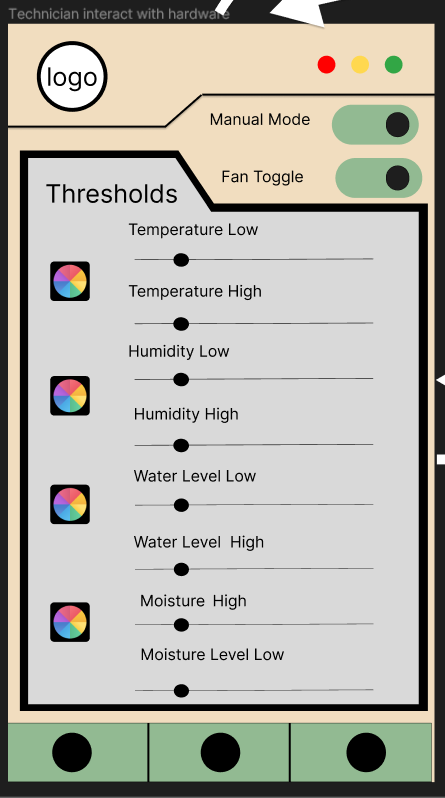 Technician interact with hardware
logo
Manual Mode
Fan Toggle
Thresholds
Temperature Low
Temperature High
Humidity Low
Humidity High
Water Level Low
Water Level High
Moisture High
Moisture Level Low